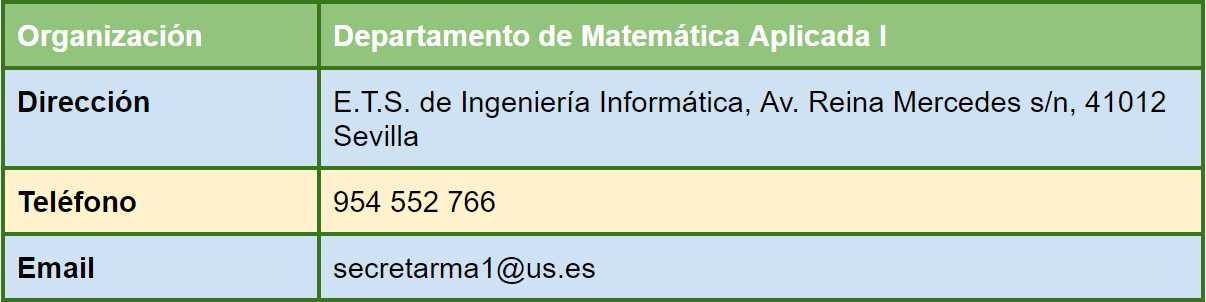 Organización Departamento de Matemática Aplicada I
Dirección E.T.S. de Ingeniería Informática, Av. Reina Mercedes s/n, 41012
Sevilla
Teléfono 954 552 766
Email secretarma1@us.es